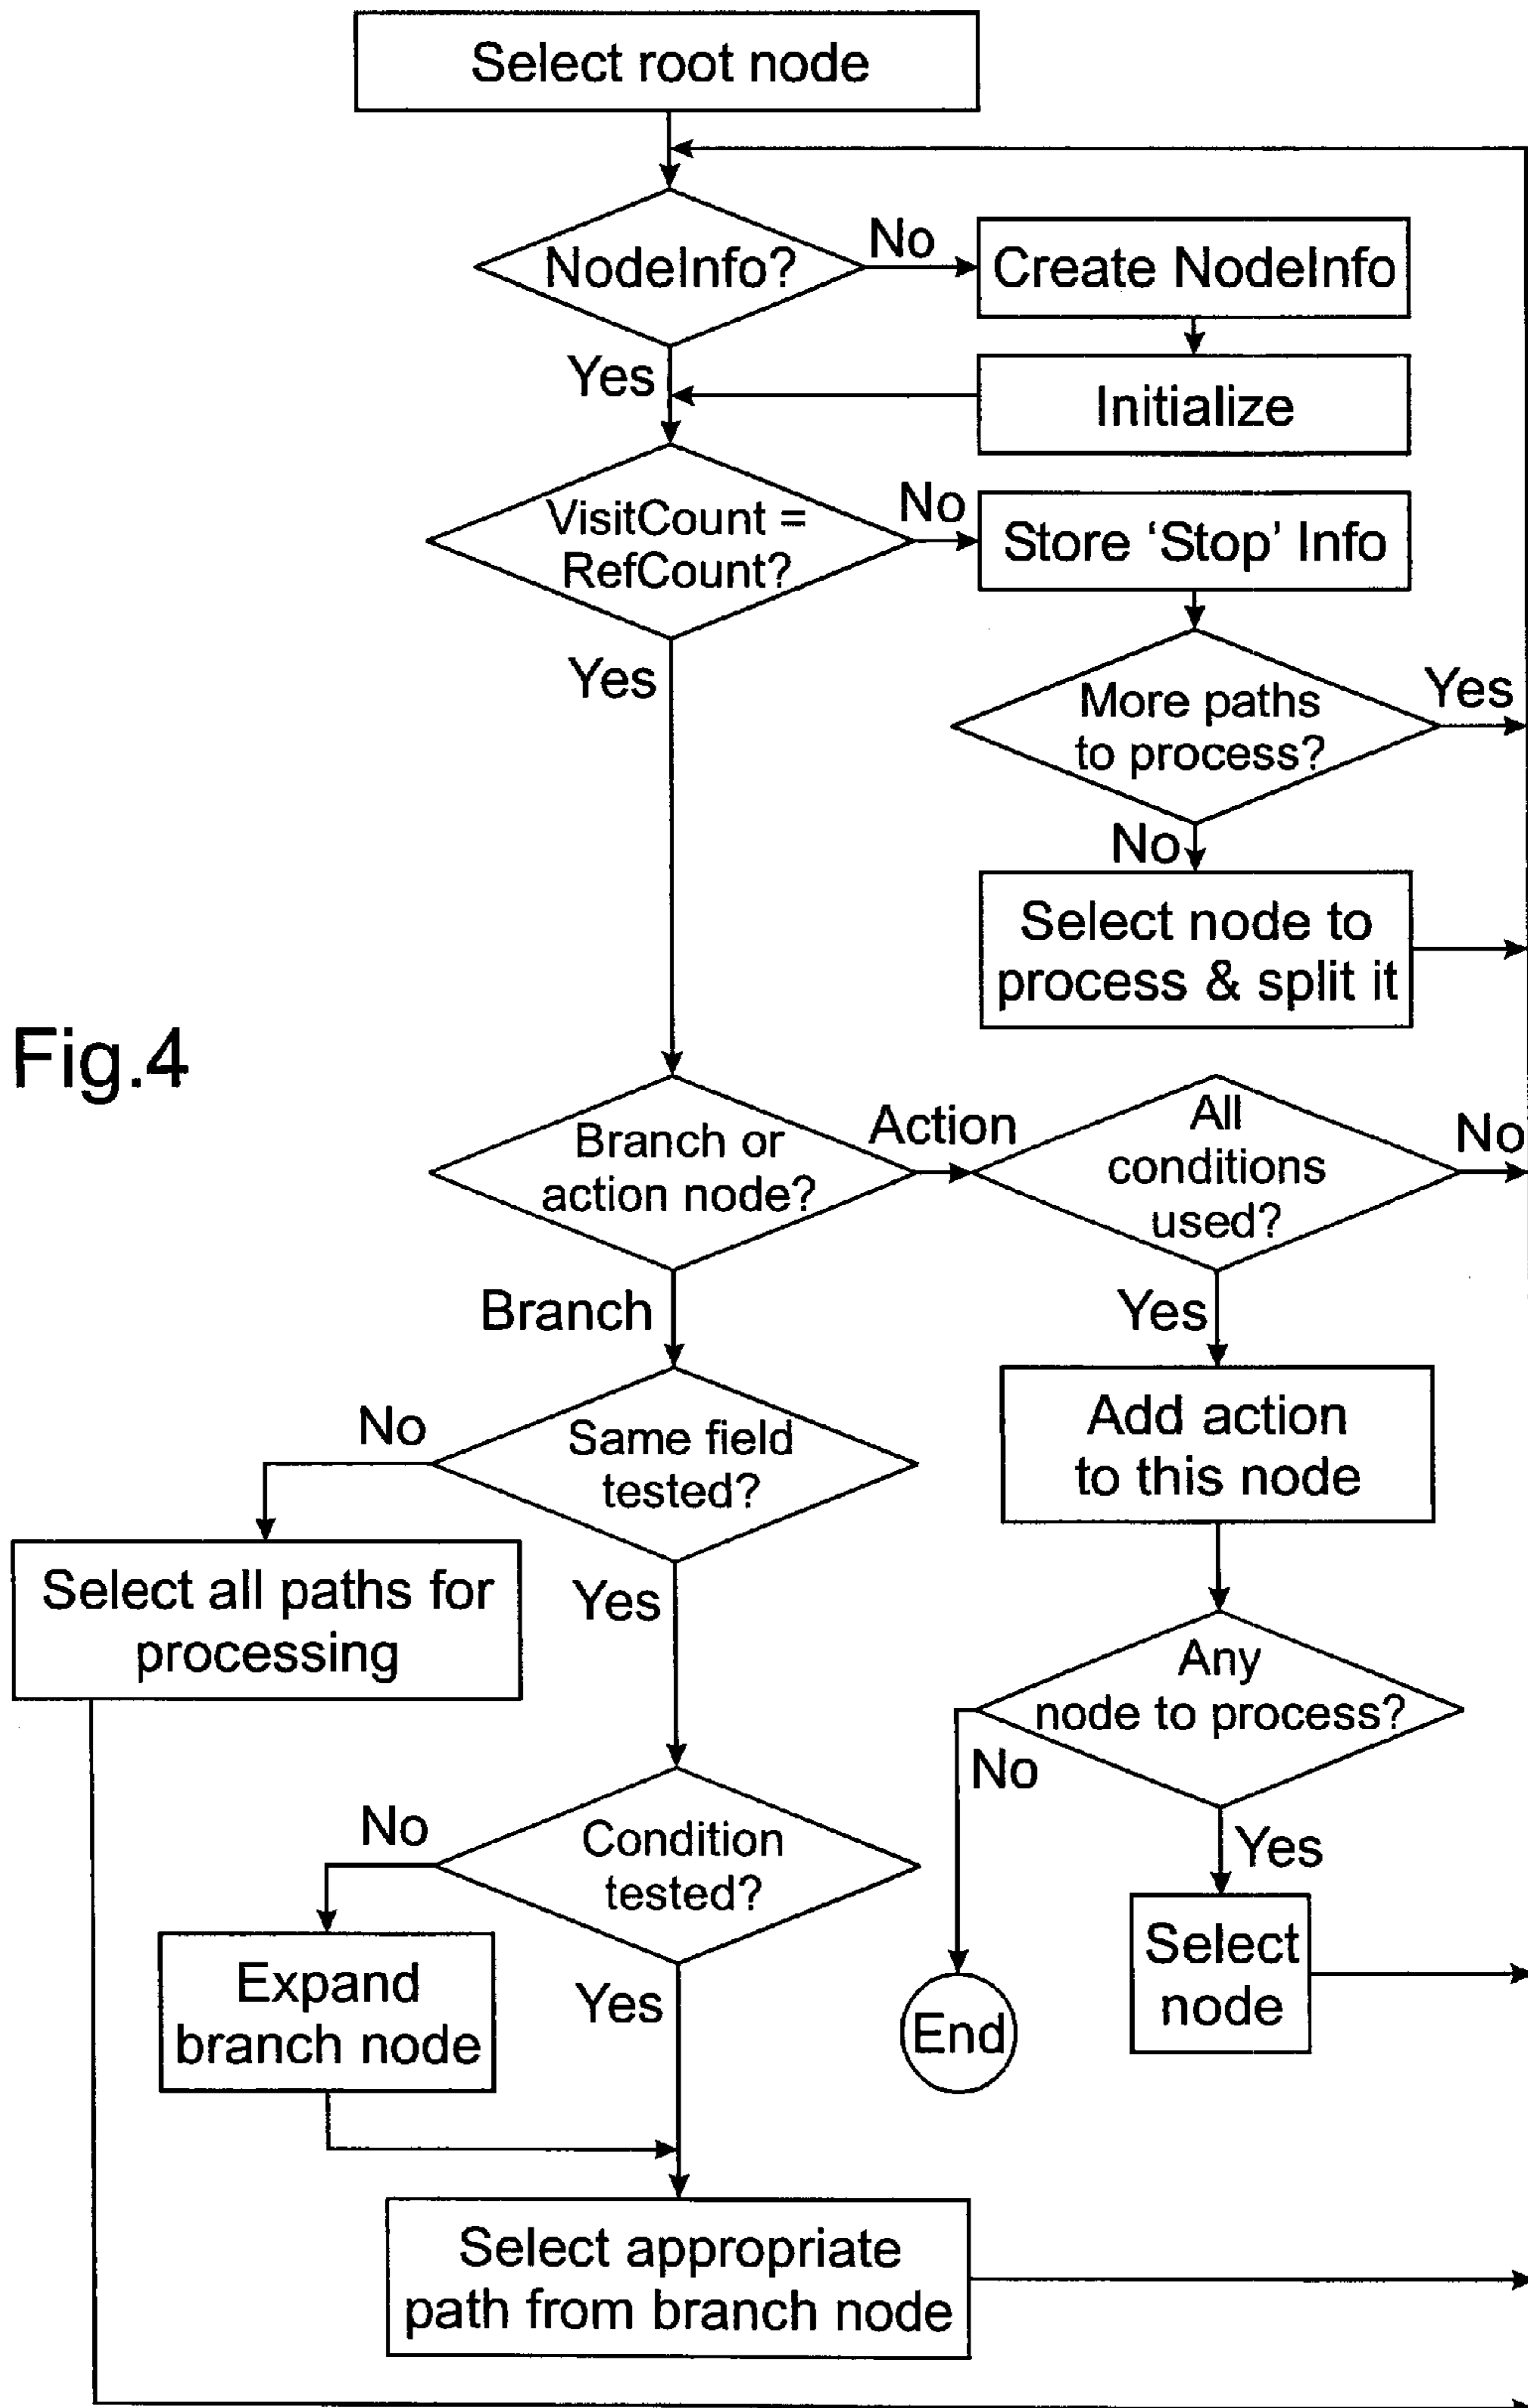 Select root node
NodeInfo?
No
Create NodeInfo
Yes
Initialize
VisitCount =
RefCount?
No
Store ‘Stop’ Info
Yes
More paths
to process?
Yes
No
Select node to
process & split it
Fig.4
Branch or
action node?
Action
All
conditions
used?
No
Branch
Yes
Same field
tested?
No
Add action
to this node
Select all paths for
processing
Yes
Any
node to process?
No
Yes
Condition
tested?
No
Expand
branch node
Yes
End
Select
node
Select appropriate
path from branch node